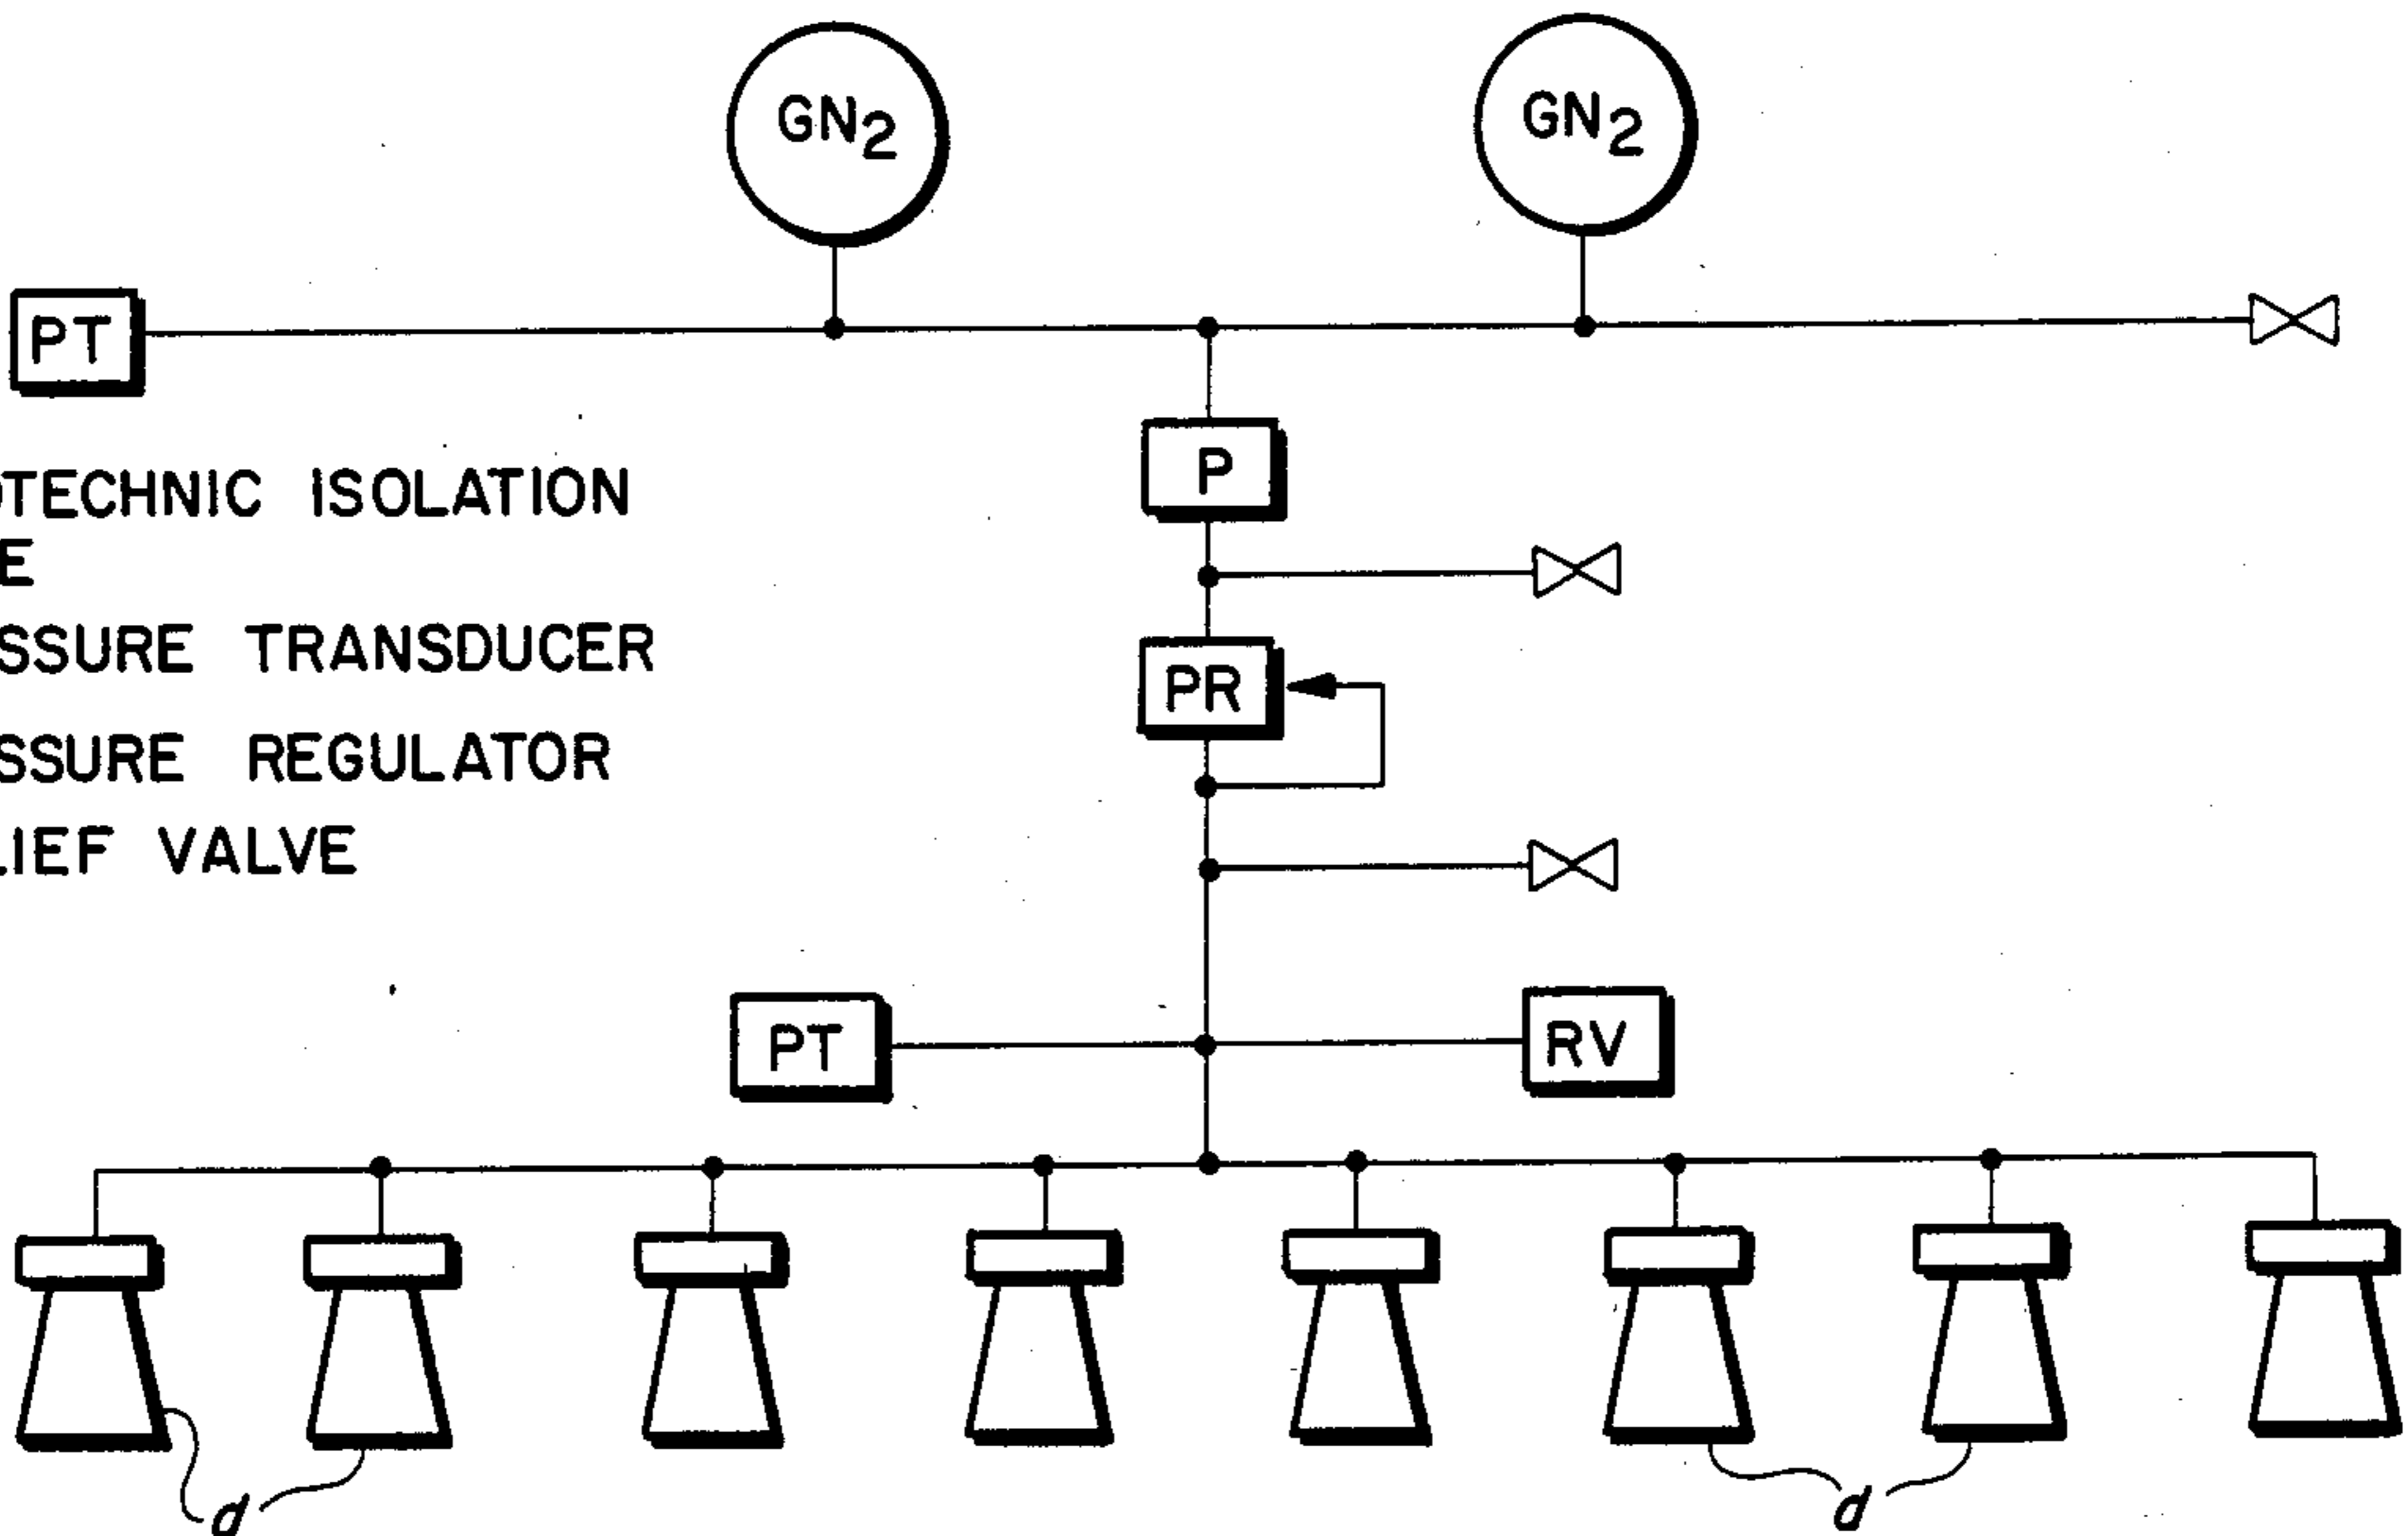 GN2
GN2
PT
P
OTECHNIC ISOLATION
E
SSURE TRANSDUCER
PR
SSURE REGULATOR
LIEF VALVE
PT
RV
d
d